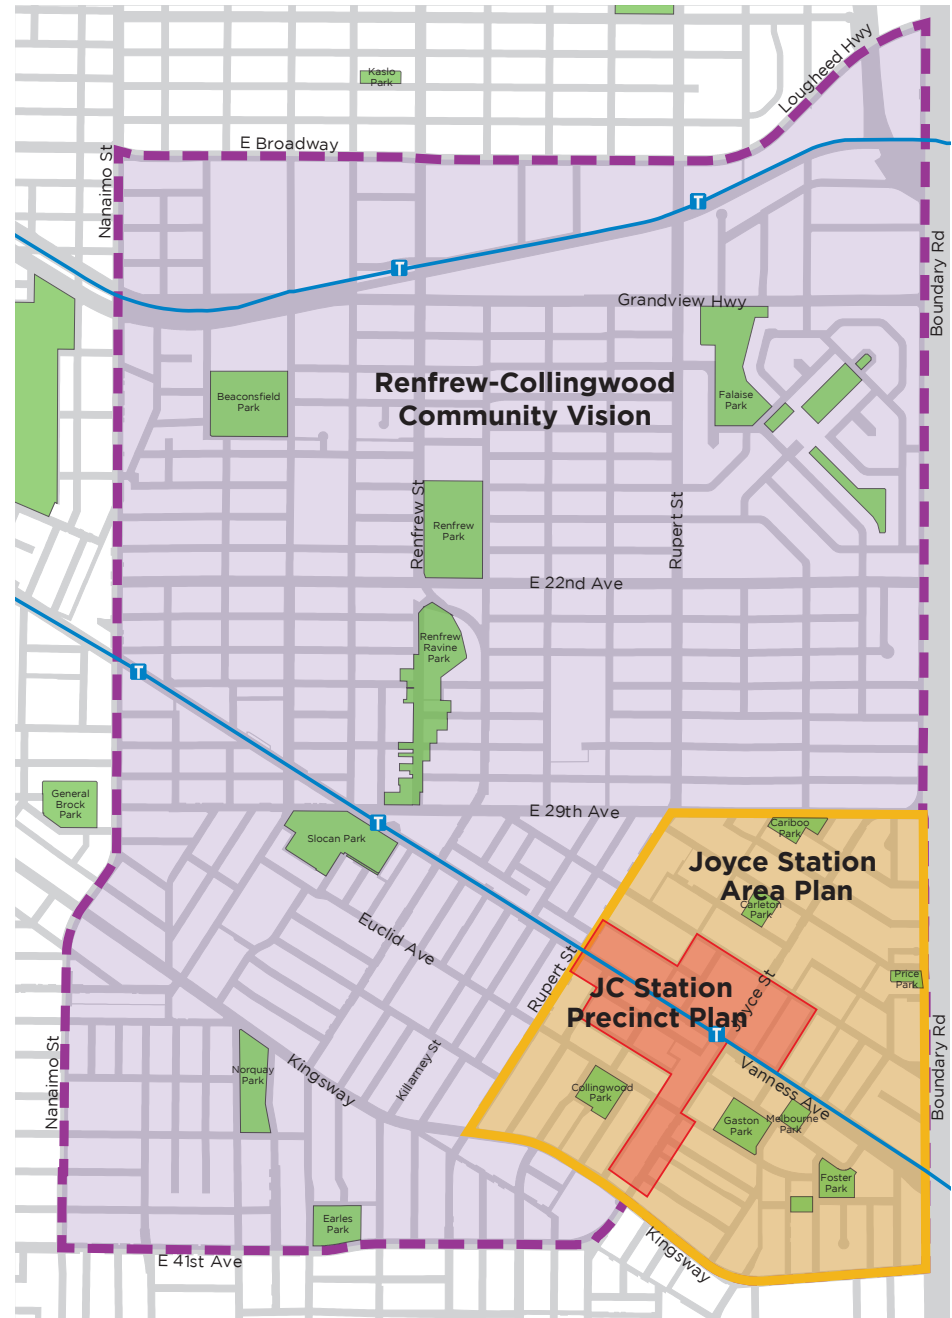 Kaslo
Park
Lougheed Hwy
E Broadway
Nanaimo St
T
T
Boundary Rd
Grandview Hwy
Renfrew-Collingwood
Community Vision
Beaconsfield
Park
Falaise
Park
Renfrew St
Renfrew
Park
Rupert St
E 22nd Ave
Renfrew
Ravine
Park
T
General
Brock
Park
E 29th Ave
T
Slocan Park
Cariboo
Park
Joyce Station
Area Plan
Carleton
Park
Euclid Ave
Rupert St
Price
Park
JC Station
Precinct Plan
Joyce St
T
Nanaimo St
Norquay
Park
Kingsway
Killarney St
Vanness Ave
Boundary Rd
Collingwood
Park
Gaston
Park
Melbourne
Park
Foster
Park
Earles
Park
E 41st Ave
Kingsway